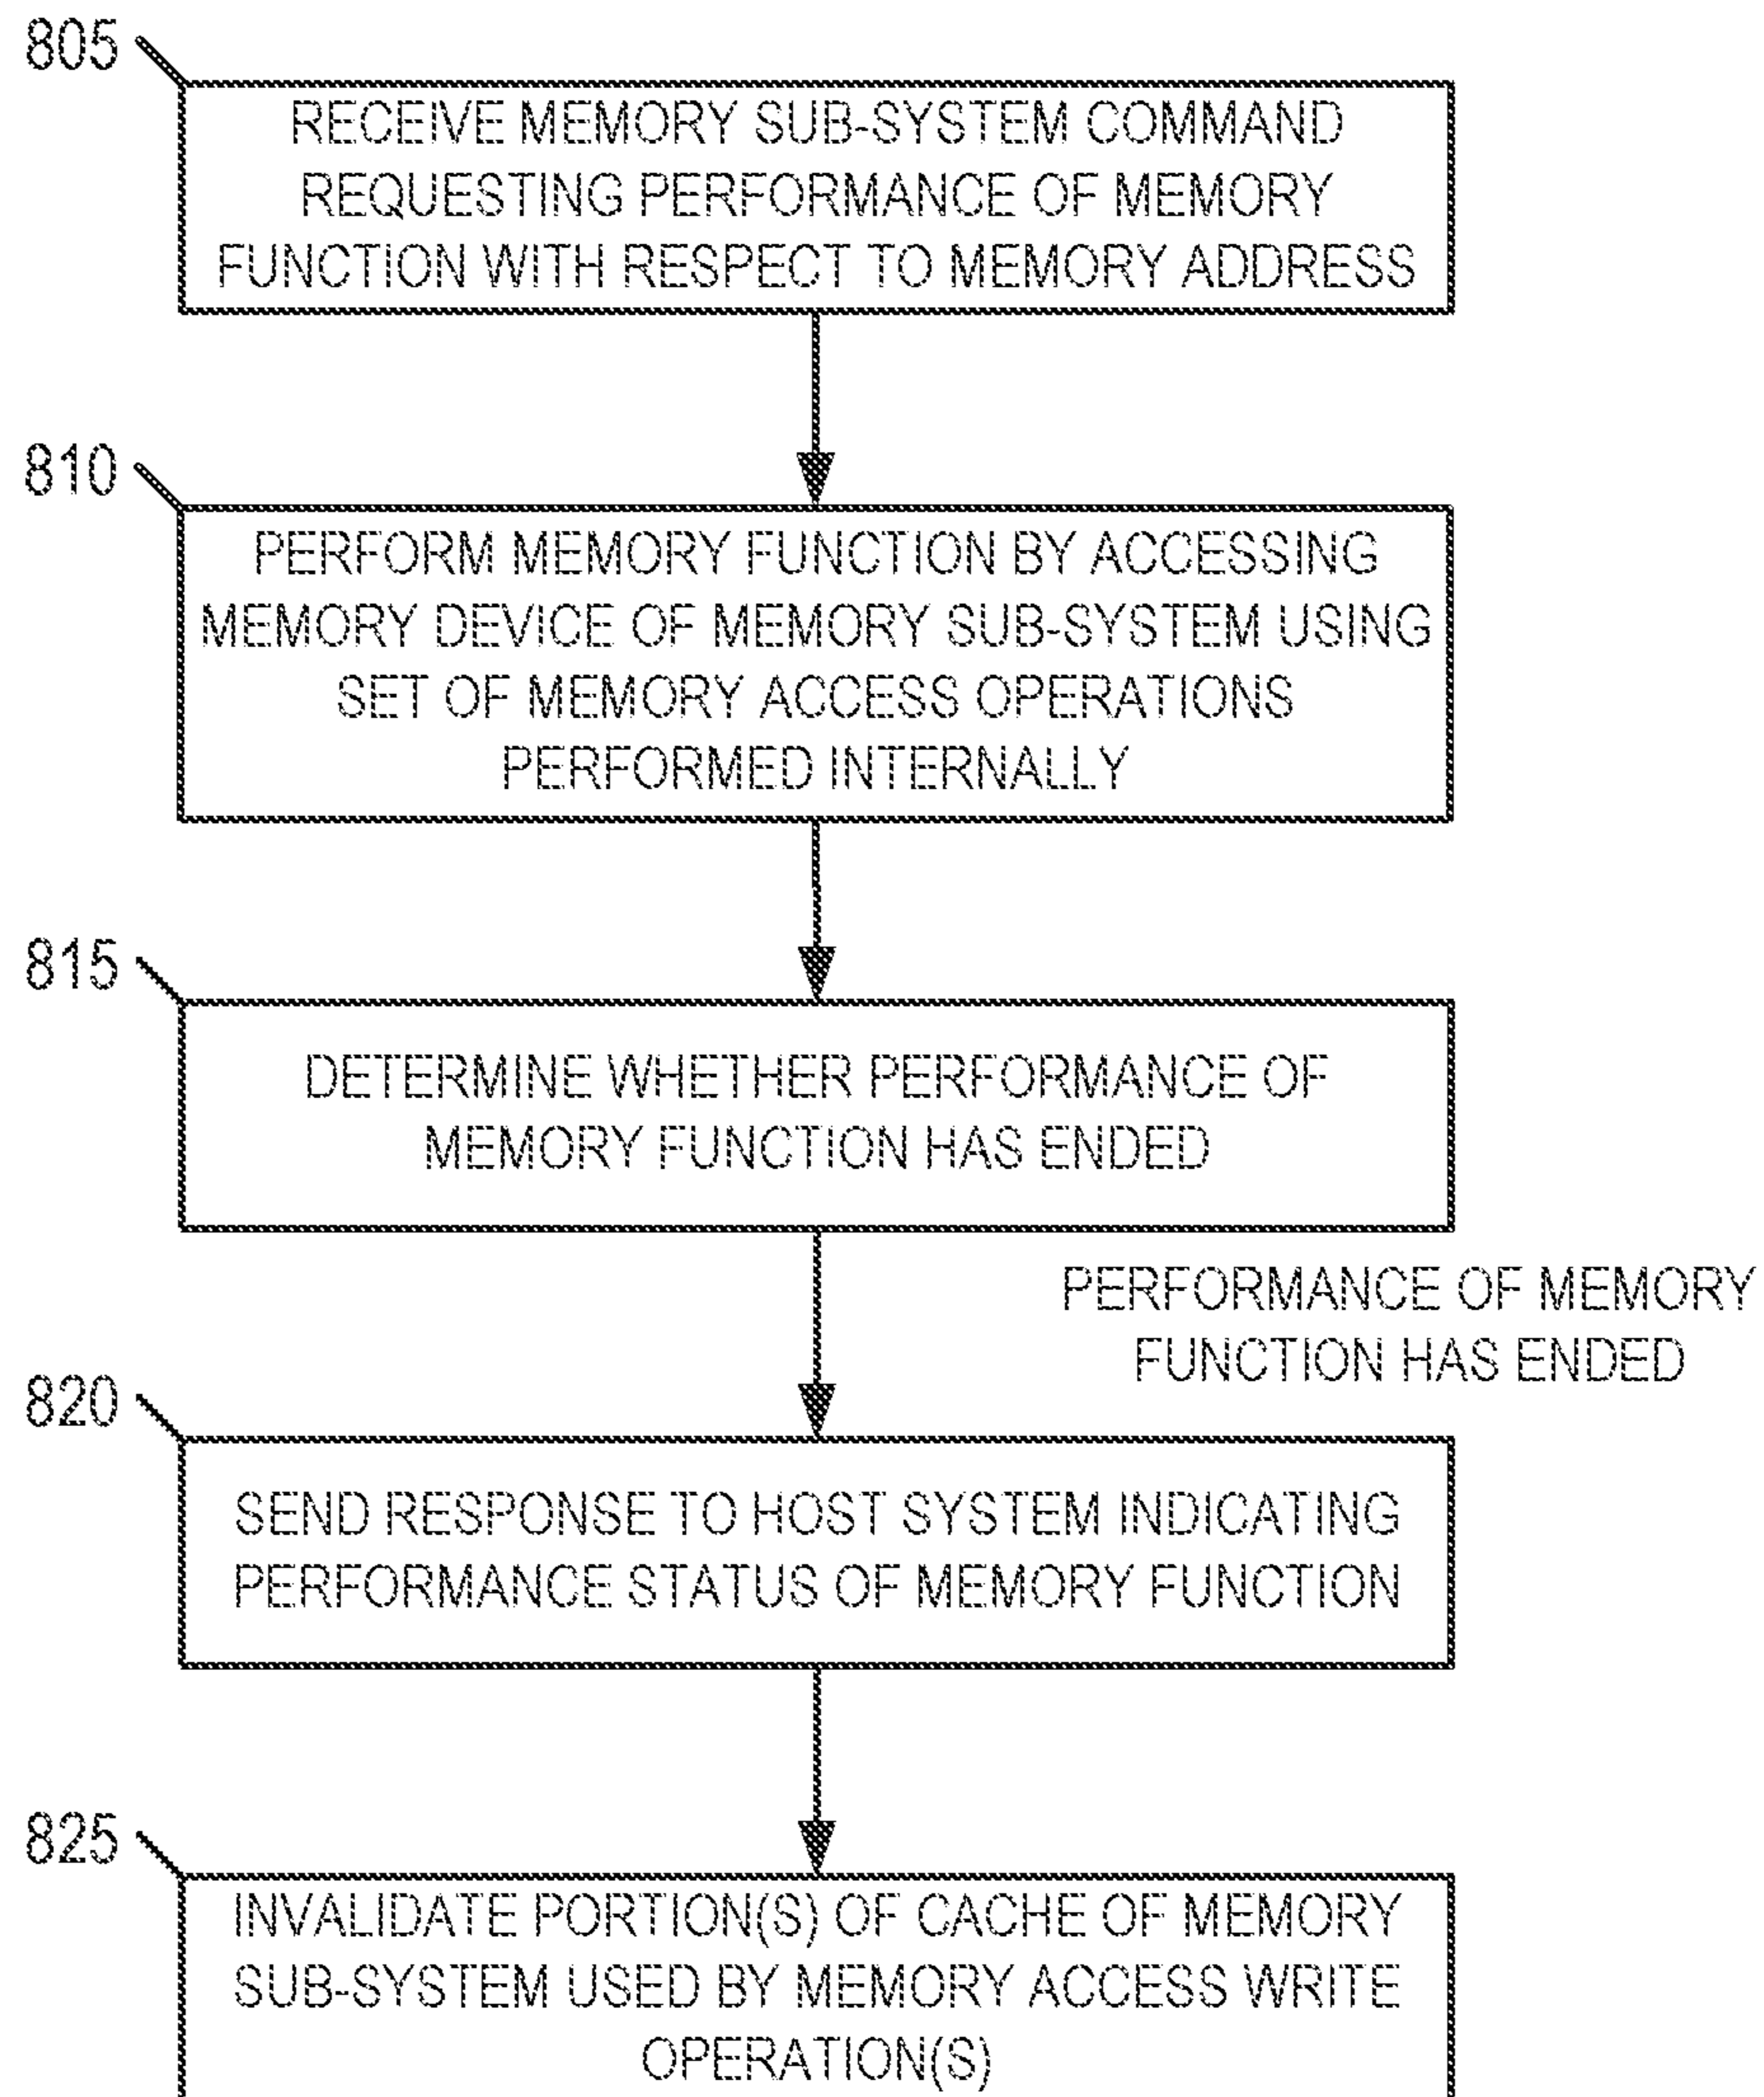 805
RECEIVE MEMORY SUB-SYSTEM COMMAND
REQUESTING PERFORMANCE OF MEMORY
FUNCTION WITH RESPECT TO MEMORY ADDRESS
810
PERFORM MEMORY FUNCTION BY ACCESSING
MEMORY DEVICE OF MEMORY SUB-SYSTEM USING
SET OF MEMORY ACCESS OPERATIONS
PERFORMED INTERNALLY
815
DETERMINE WHETHER PERFORMANCE OF
MEMORY FUNCTION HAS ENDED
PERFORMANCE OF MEMORY
FUNCTION HAS ENDED
820
SEND RESPONSE TO HOST SYSTEM INDICATING
PERFORMANCE STATUS OF MEMORY FUNCTION
825
INVALIDATE PORTION(S) OF CACHE OF MEMORY
SUB-SYSTEM USED BY MEMORY ACCESS WRITE
OPERATION(S)